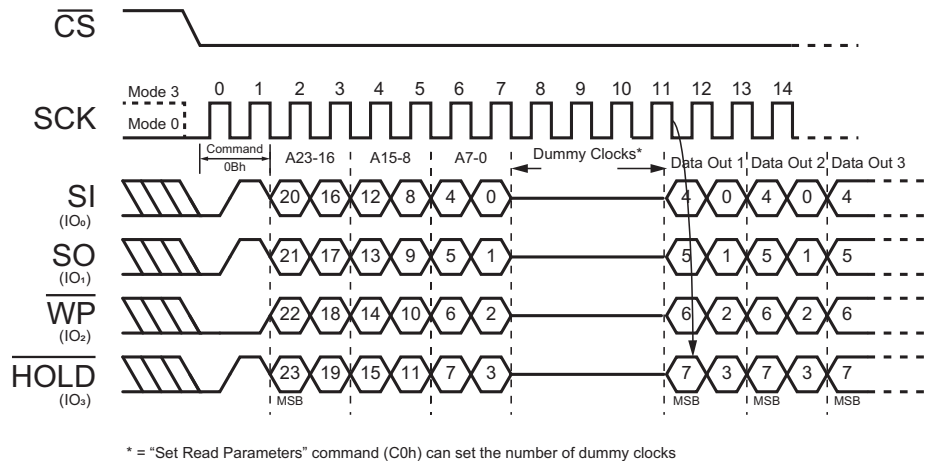 CS
SCK
Mode 3
Mode 0
0 1 2 3 4 5 6 7 8 9 10 11 12 13 14
Command
0Bh
A23-16 A15-8 A7-0 Dummy Clocks* Data Out 1 Data Out 2 Data Out 3
SI
(IO₀)
20 16 12 8 4 0 4 0 4 0 4
SO
(IO₁)
21 17 13 9 5 1 5 1 5 1 5
WP
(IO₂)
22 18 14 10 6 2 6 2 6 2 6
HOLD
(IO₃)
23 19 15 11 7 3 7 3 7 3 7
MSB MSB MSB MSB
* = “Set Read Parameters” command (C0h) can set the number of dummy clocks